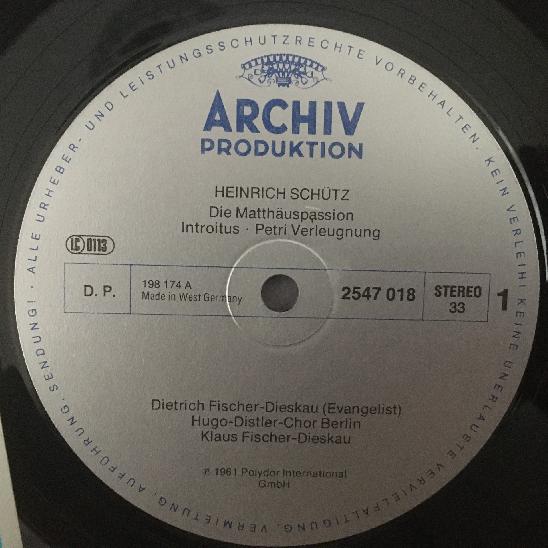 ALLE URHEBER- UND LEISTUNGSSCHUTZRECHTE VORBEHALTEN. KEIN VERLEIH! KEINE UNERLAUBTE VERVIELFÄLTIGUNG, VERMIETUNG, AUFFÜHRUNG, SENDUNG!
ARCHIV
PRODUKTION
HEINRICH SCHÜTZ
Die Matthäuspassion
Introitus · Petri Verleugnung
LC 0113
D. P.
198 174 A
Made in West Germany
2547 018
STEREO
33
1
Dietrich Fischer-Dieskau (Evangelist)
Hugo-Distler-Chor Berlin
Klaus Fischer-Dieskau
℗ 1961 Polydor International
GmbH